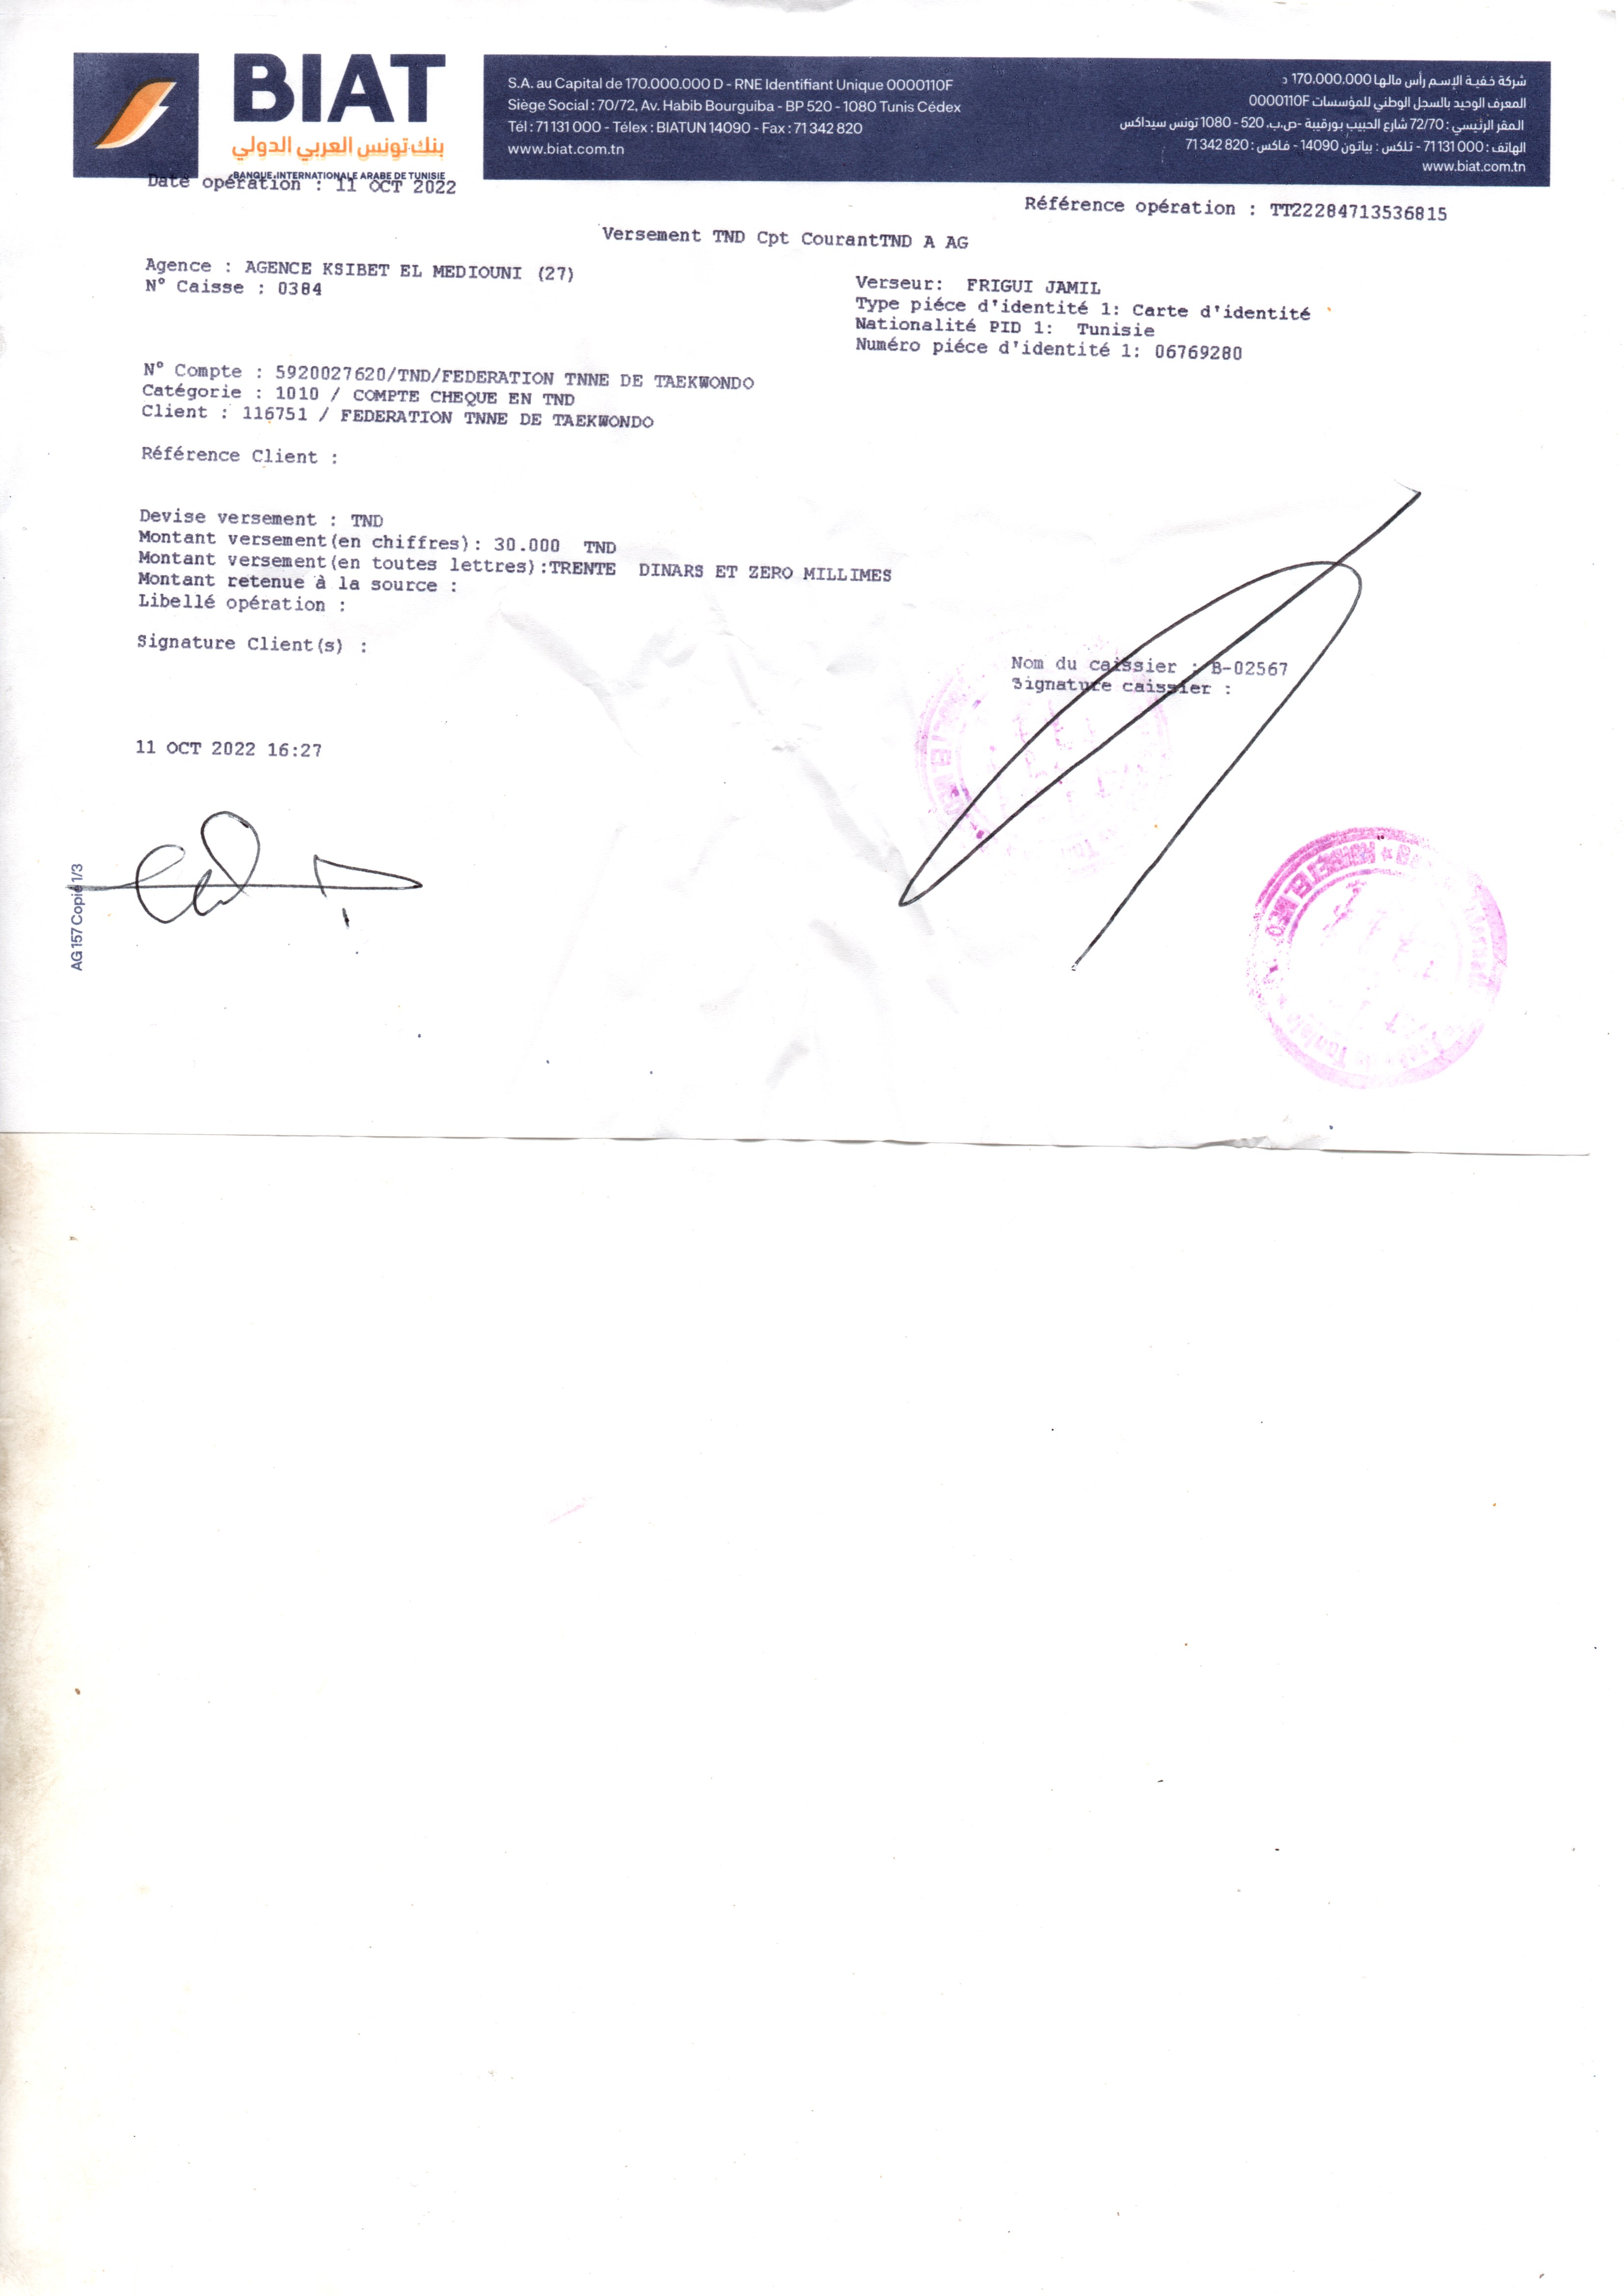 BIAT
بنك تونس العربي الدولي
BANQUE INTERNATIONALE ARABE DE TUNISIE
S.A. au Capital de 170.000.000 D - RNE Identifiant Unique 0000110F
Siège Social : 70/72, Av. Habib Bourguiba - BP 520 - 1080 Tunis Cédex
Tél : 71 131 000 - Télex : BIATUN 14090 - Fax : 71 342 820
www.biat.com.tn
شركة خفية الإسم رأس مالها 170.000.000 د
المعرف الوحيد بالسجل الوطني للمؤسسات 0000110F
المقر الرئيسي : 72/70 شارع الحبيب بورقيبة -ص.ب. 520 - 1080 تونس سيداكس
الهاتف : 000 131 71 - تلكس : بياتون 14090 - فاكس : 820 342 71
www.biat.com.tn
Date opération : 11 OCT 2022
Référence opération : TT22284713536815
Versement TND Cpt CourantTND A AG
Agence : AGENCE KSIBET EL MEDIOUNI (27)
N° Caisse : 0384
Verseur: FRIGUI JAMIL
Type piéce d'identité 1: Carte d'identité
Nationalité PID 1: Tunisie
Numéro piéce d'identité 1: 06769280
N° Compte : 5920027620/TND/FEDERATION TNNE DE TAEKWONDO
Catégorie : 1010 / COMPTE CHEQUE EN TND
Client : 116751 / FEDERATION TNNE DE TAEKWONDO
Référence Client :
Devise versement : TND
Montant versement(en chiffres): 30.000 TND
Montant versement(en toutes lettres):TRENTE DINARS ET ZERO MILLIMES
Montant retenue à la source :
Libellé opération :
Signature Client(s) :
Nom du caissier : B-02567
Signature caissier :
11 OCT 2022 16:27
AG 157 Copie 1/3